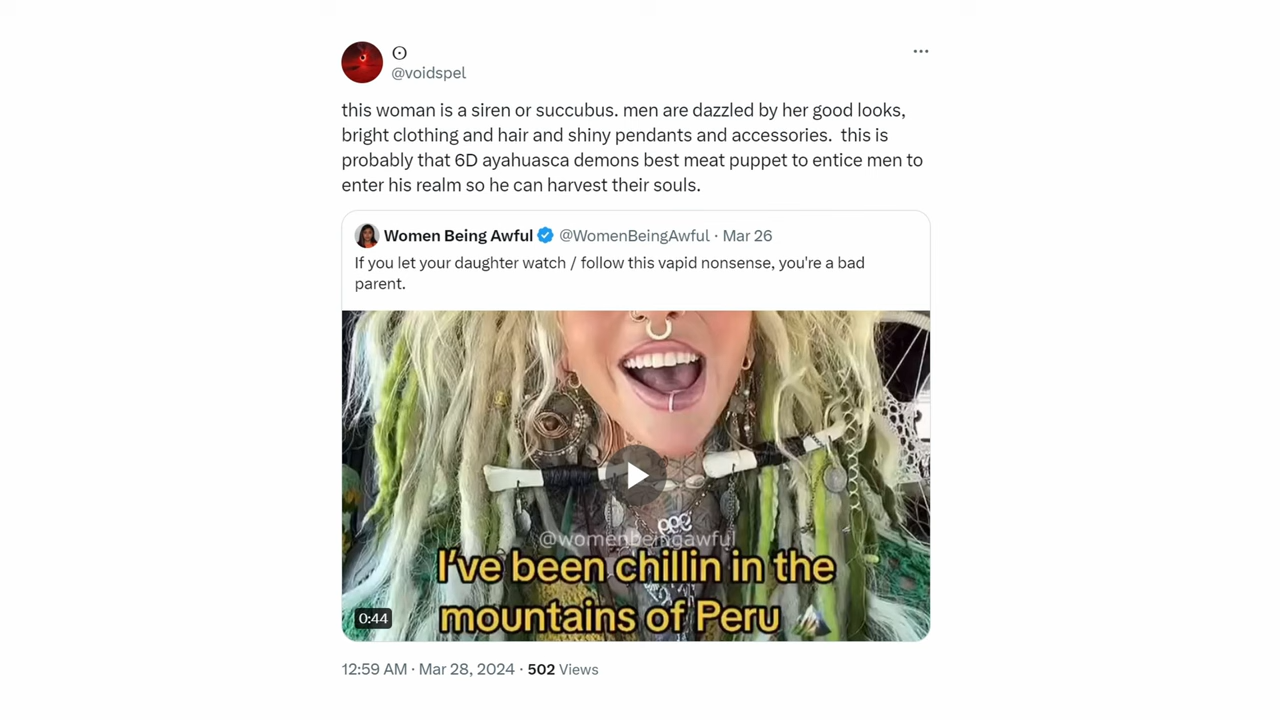 ⊙
@voidspel
this woman is a siren or succubus. men are dazzled by her good looks,
bright clothing and hair and shiny pendants and accessories.  this is
probably that 6D ayahuasca demons best meat puppet to entice men to
enter his realm so he can harvest their souls.
Women Being Awful @WomenBeingAwful · Mar 26
If you let your daughter watch / follow this vapid nonsense, you're a bad
parent.
@womenbeingawful
I've been chillin in the
mountains of Peru
0:44
12:59 AM · Mar 28, 2024 · 502 Views